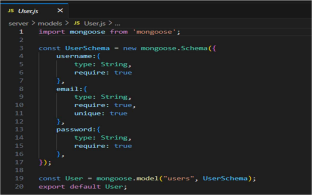 User.js
server > models > User.js > ...
1 import mongoose from 'mongoose';
2
3 const UserSchema = new mongoose.Schema({
4 username:{
5 type: String,
6 require: true
7 },
8 email:{
9 type: String,
10 require: true,
11 unique: true
12 },
13 password:{
14 type: String,
15 require: true
16 },
17 });
18
19 const User = mongoose.model("users", UserSchema);
20 export default User;